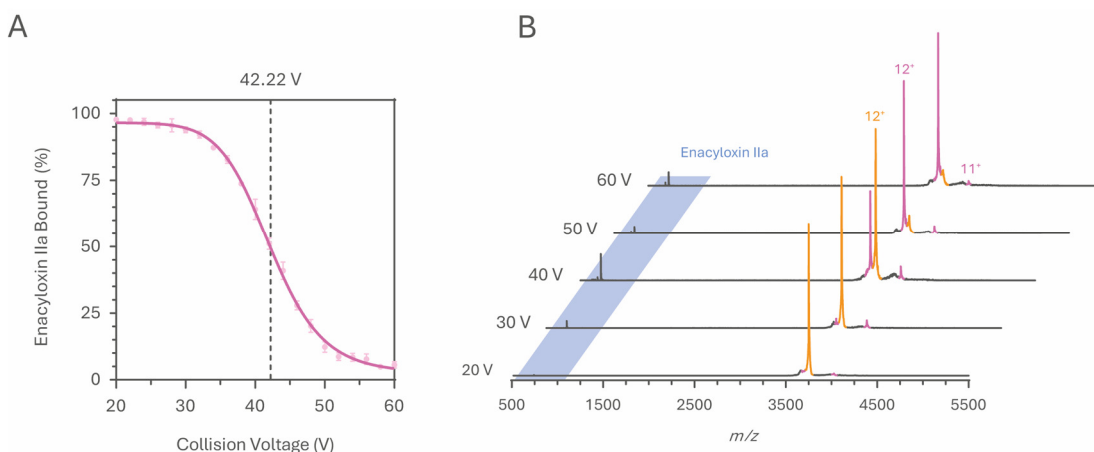 A
42.22 V
100
75
50
25
0
Enacyloxin IIa Bound (%)
20 30 40 50 60
Collision Voltage (V)
B
12⁺
12⁺
Enacyloxin IIa
11⁺
60 V
50 V
40 V
30 V
20 V
500 1500 2500 3500 4500 5500
m/z